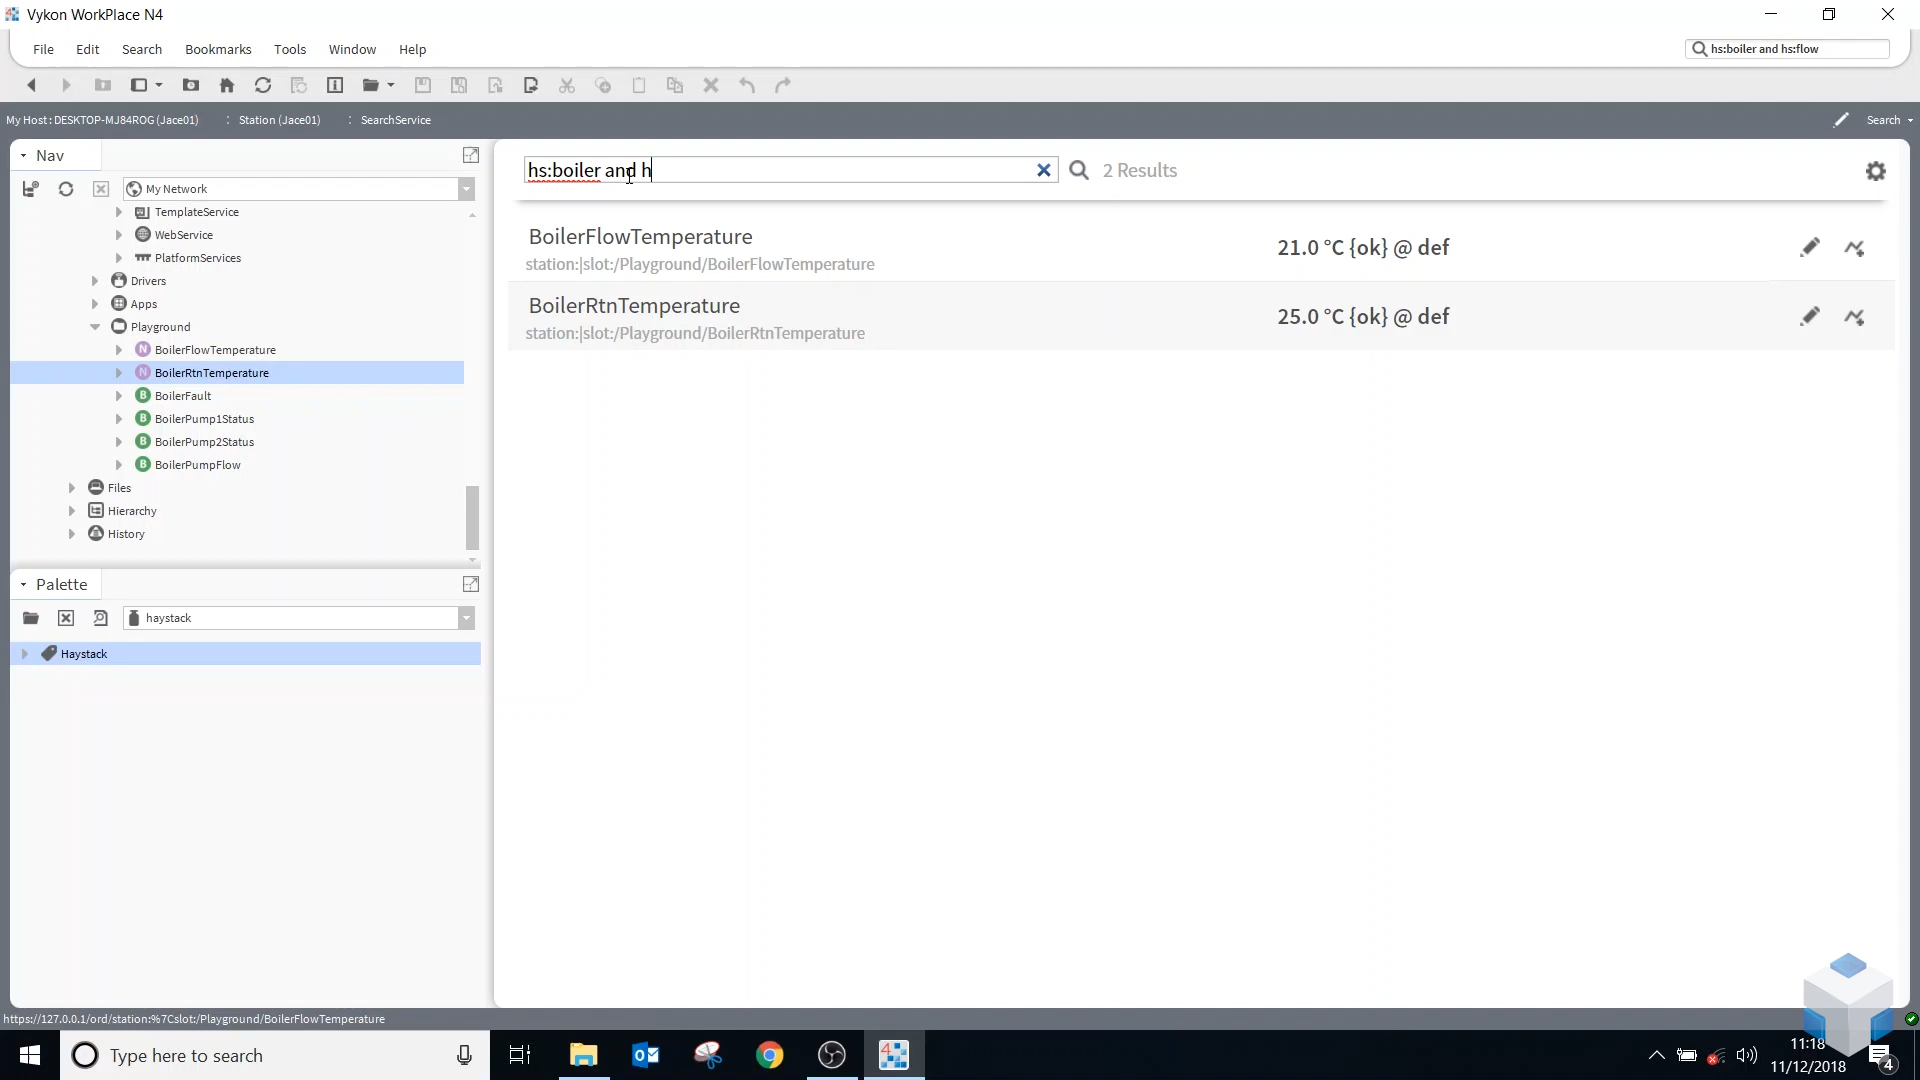 Vykon WorkPlace N4
File Edit Search Bookmarks Tools Window Help
hs:boiler and hs:flow
My Host : DESKTOP-MJ84ROG (Jace01) : Station (Jace01) : SearchService
Search
Nav
My Network
TemplateService
WebService
PlatformServices
Drivers
Apps
Playground
BoilerFlowTemperature
BoilerRtnTemperature
BoilerFault
BoilerPump1Status
BoilerPump2Status
BoilerPumpFlow
Files
Hierarchy
History
Palette
haystack
Haystack
hs:boiler and h
2 Results
BoilerFlowTemperature
station:|slot:/Playground/BoilerFlowTemperature
21.0 °C {ok} @ def
BoilerRtnTemperature
station:|slot:/Playground/BoilerRtnTemperature
25.0 °C {ok} @ def
https://127.0.0.1/ord/station:%7Cslot:/Playground/BoilerFlowTemperature
Type here to search
11:18
11/12/2018
4